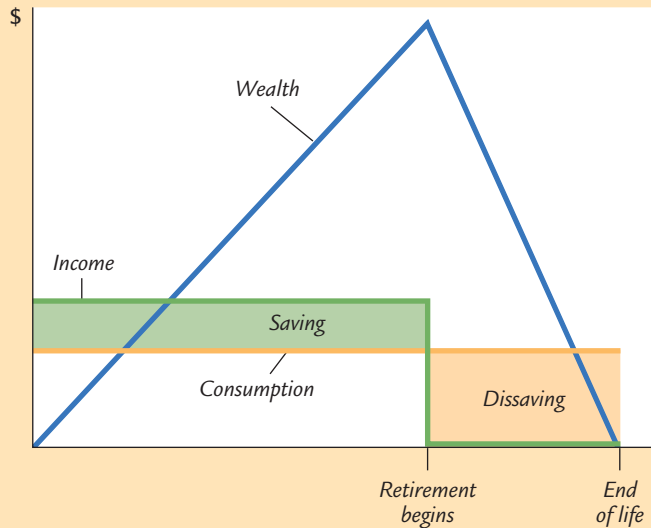 $
Wealth
Income
Saving
Consumption
Dissaving
Retirement
begins
End
of life